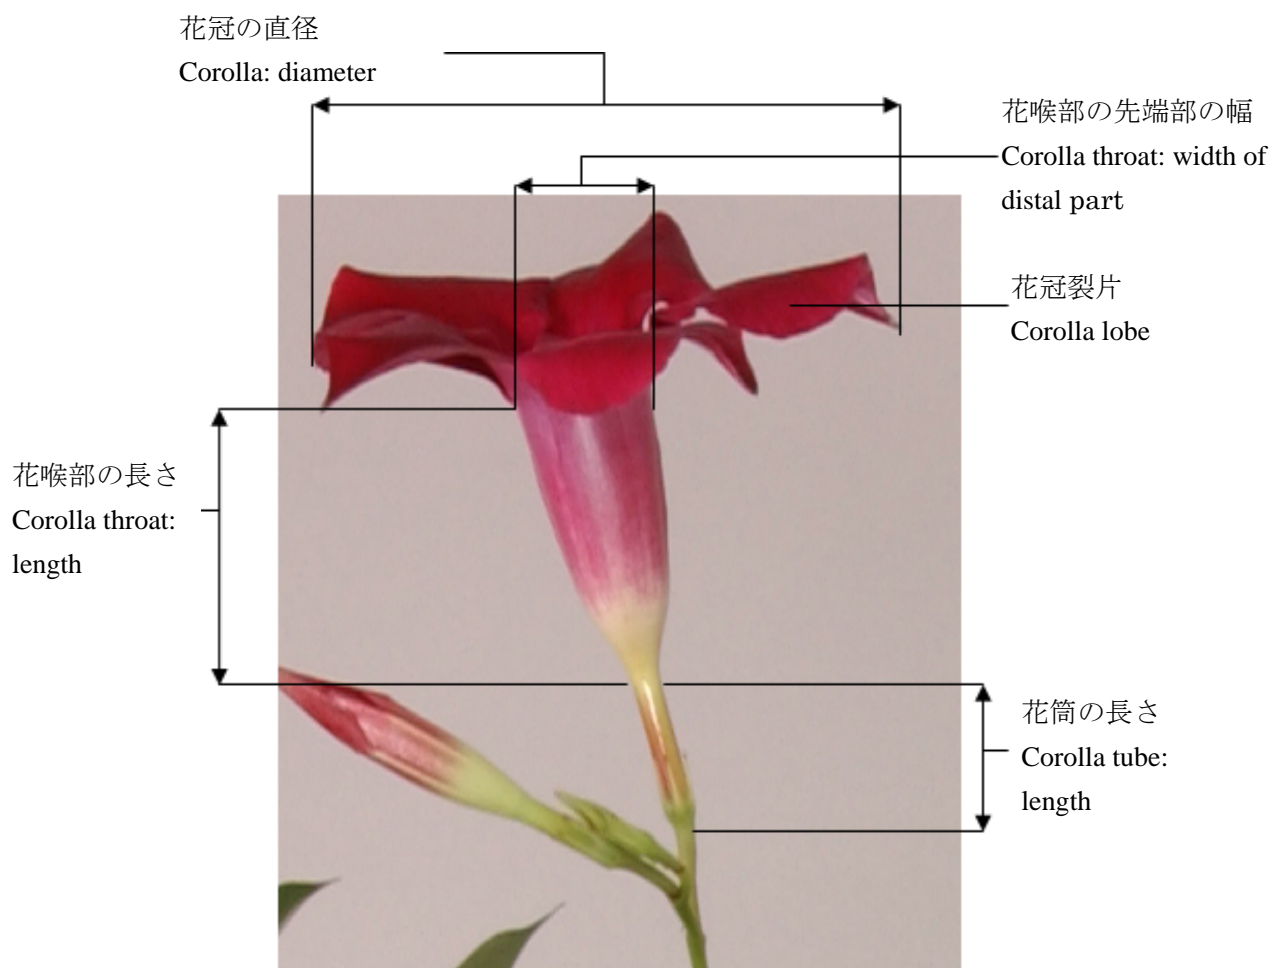 花冠の直径
Corolla: diameter
花喉部の先端部の幅
Corolla throat: width of
distal part
花冠裂片
Corolla lobe
花喉部の長さ
Corolla throat:
length
花筒の長さ
Corolla tube:
length